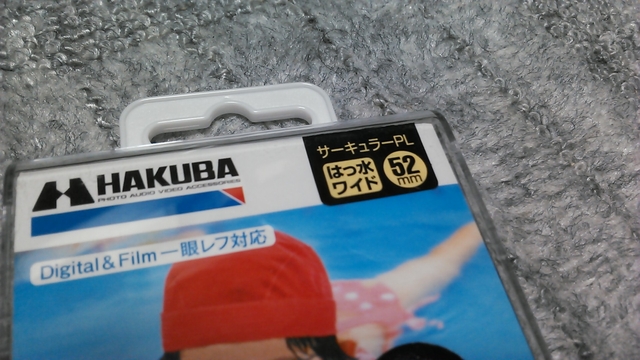 HAKUBA
PHOTO AUDIO VIDEO ACCESSORIES
サーキュラーPL
はっ水
ワイド
52
mm
Digital & Film 一眼レフ対応